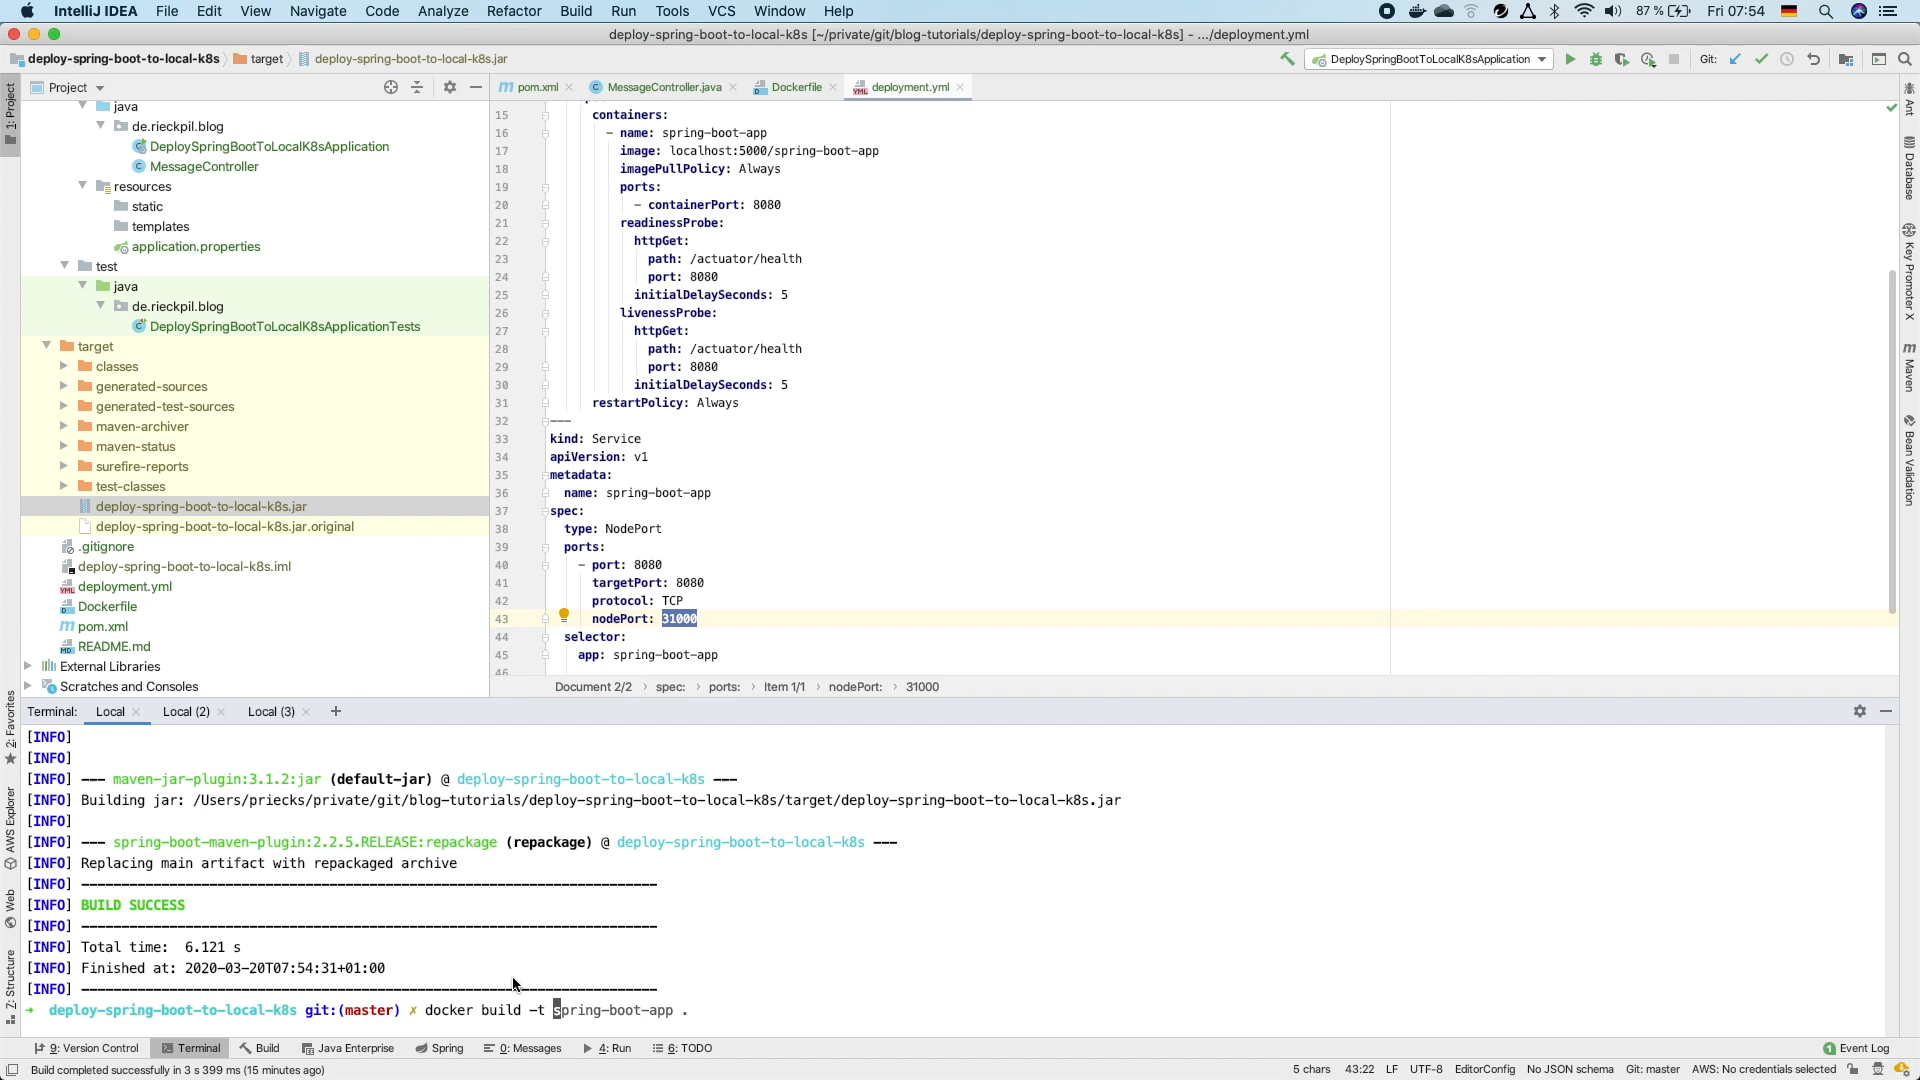 IntelliJ IDEA File Edit View Navigate Code Analyze Refactor Build Run Tools VCS Window Help 87 % Fri 07:54
deploy-spring-boot-to-local-k8s [~/private/git/blog-tutorials/deploy-spring-boot-to-local-k8s] - .../deployment.yml
deploy-spring-boot-to-local-k8s target deploy-spring-boot-to-local-k8s.jar DeploySpringBootToLocalK8sApplication Git:
Project
pom.xml MessageController.java Dockerfile deployment.yml
1: Project
java
de.rieckpil.blog
DeploySpringBootToLocalK8sApplication
MessageController
resources
static
templates
application.properties
test
java
de.rieckpil.blog
DeploySpringBootToLocalK8sApplicationTests
target
classes
generated-sources
generated-test-sources
maven-archiver
maven-status
surefire-reports
test-classes
deploy-spring-boot-to-local-k8s.jar
deploy-spring-boot-to-local-k8s.jar.original
.gitignore
deploy-spring-boot-to-local-k8s.iml
deployment.yml
Dockerfile
pom.xml
README.md
External Libraries
Scratches and Consoles
15 containers:
16 - name: spring-boot-app
17 image: localhost:5000/spring-boot-app
18 imagePullPolicy: Always
19 ports:
20 - containerPort: 8080
21 readinessProbe:
22 httpGet:
23 path: /actuator/health
24 port: 8080
25 initialDelaySeconds: 5
26 livenessProbe:
27 httpGet:
28 path: /actuator/health
29 port: 8080
30 initialDelaySeconds: 5
31 restartPolicy: Always
32 ---
33 kind: Service
34 apiVersion: v1
35 metadata:
36 name: spring-boot-app
37 spec:
38 type: NodePort
39 ports:
40 - port: 8080
41 targetPort: 8080
42 protocol: TCP
43 nodePort: 31000
44 selector:
45 app: spring-boot-app
46
Document 2/2 › spec: › ports: › Item 1/1 › nodePort: › 31000
Ant
Database
Key Promoter X
Maven
Bean Validation
2: Favorites
AWS Explorer
Web
7: Structure
Terminal: Local Local (2) Local (3) +
[INFO]
[INFO]
[INFO] --- maven-jar-plugin:3.1.2:jar (default-jar) @ deploy-spring-boot-to-local-k8s ---
[INFO] Building jar: /Users/priecks/private/git/blog-tutorials/deploy-spring-boot-to-local-k8s/target/deploy-spring-boot-to-local-k8s.jar
[INFO]
[INFO] --- spring-boot-maven-plugin:2.2.5.RELEASE:repackage (repackage) @ deploy-spring-boot-to-local-k8s ---
[INFO] Replacing main artifact with repackaged archive
[INFO] ------------------------------------------------------------------------
[INFO] BUILD SUCCESS
[INFO] ------------------------------------------------------------------------
[INFO] Total time: 6.121 s
[INFO] Finished at: 2020-03-20T07:54:31+01:00
[INFO] ------------------------------------------------------------------------
→ deploy-spring-boot-to-local-k8s git:(master) ✗ docker build -t spring-boot-app .
9: Version Control Terminal Build Java Enterprise Spring 0: Messages 4: Run 6: TODO 1 Event Log
Build completed successfully in 3 s 399 ms (15 minutes ago) 5 chars 43:22 LF UTF-8 EditorConfig No JSON schema Git: master AWS: No credentials selected